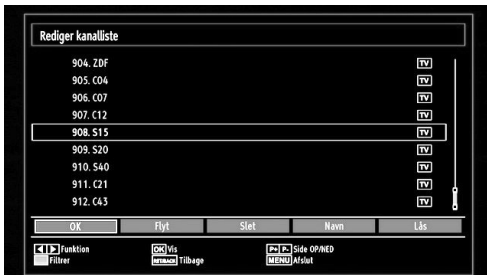 Rediger kanalliste
904. ZDF TV
905. C04 TV
906. C07 TV
907. C12 TV
908. S15 TV
909. S20 TV
910. S40 TV
911. C21 TV
912. C43 TV
OK Flyt Slet Navn Lås
Funktion OK Vis P+ P- Side OP/NED
Filtrer RET/BACK Tilbage MENU Afslut